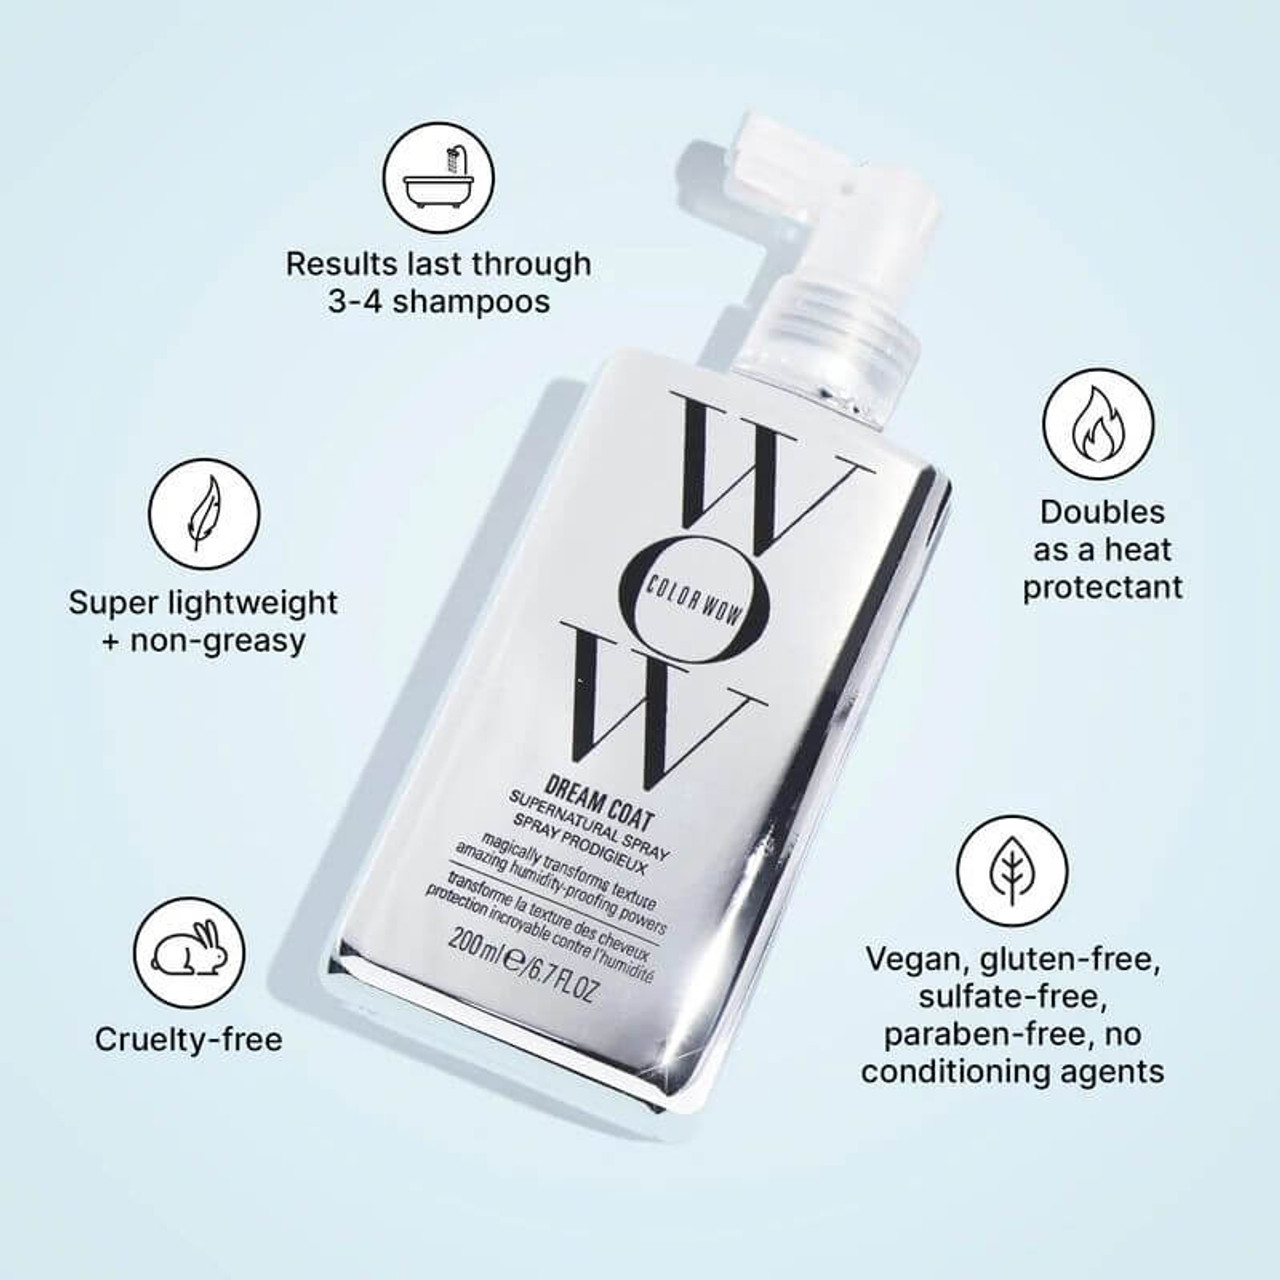 Results last through
3-4 shampoos
Super lightweight
+ non-greasy
Cruelty-free
Doubles
as a heat
protectant
Vegan, gluten-free,
sulfate-free,
paraben-free, no
conditioning agents
WOW
COLOR WOW
DREAM COAT
SUPERNATURAL SPRAY
SPRAY PRODIGIEUX
magically transforms texture
amazing humidity-proofing powers
transforme la texture des cheveux
protection incroyable contre l'humidité
200 ml e/6.7 FL OZ